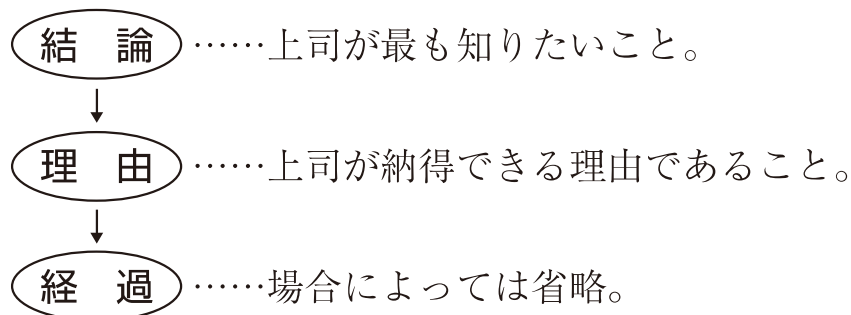 結　論……上司が最も知りたいこと。
理　由……上司が納得できる理由であること。
経　過……場合によっては省略。